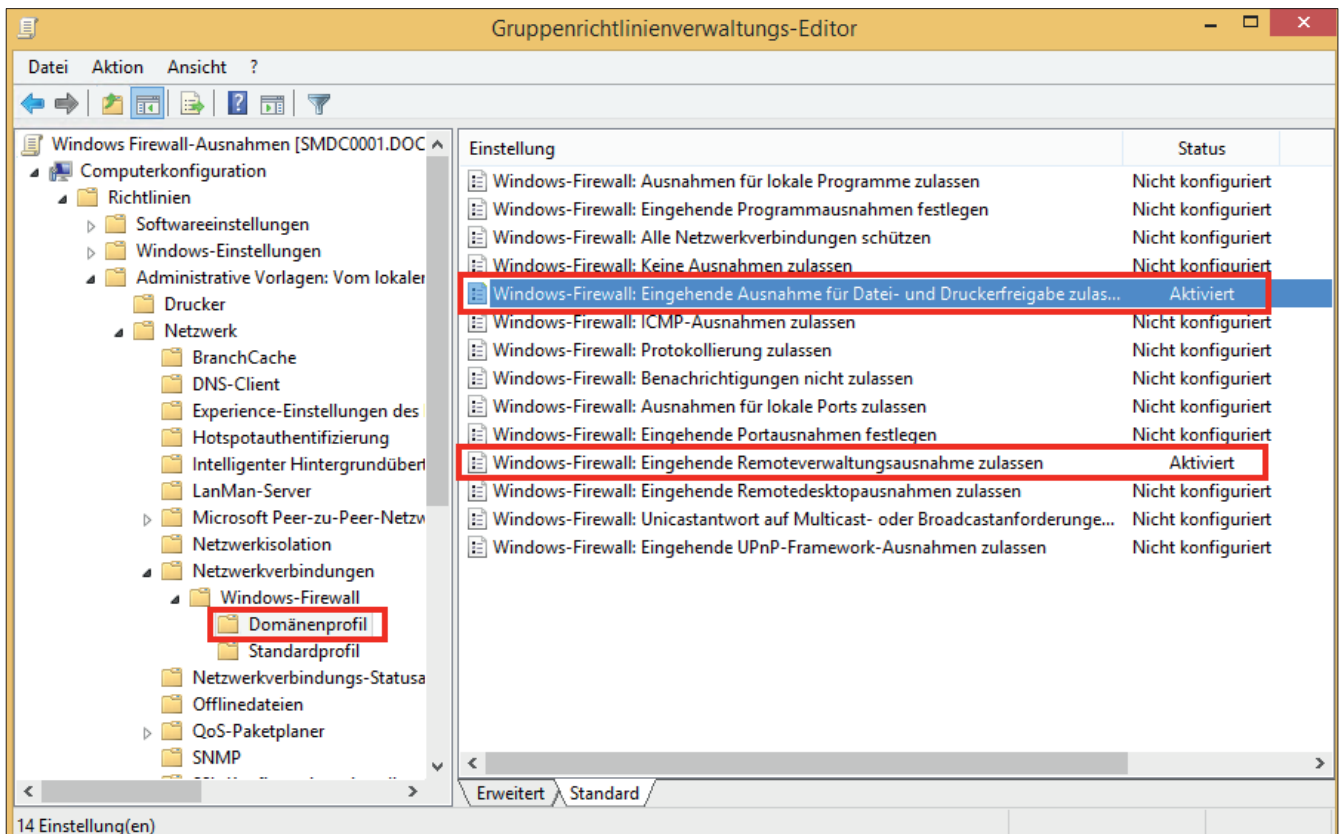 Gruppenrichtlinienverwaltungs-Editor
Datei Aktion Ansicht ?
Windows Firewall-Ausnahmen [SMDC0001.DOC
Computerkonfiguration
Richtlinien
Softwareeinstellungen
Windows-Einstellungen
Administrative Vorlagen: Vom lokaler
Drucker
Netzwerk
BranchCache
DNS-Client
Experience-Einstellungen des
Hotspotauthentifizierung
Intelligenter Hintergrundübert
LanMan-Server
Microsoft Peer-zu-Peer-Netzw
Netzwerkisolation
Netzwerkverbindungen
Windows-Firewall
Domänenprofil
Standardprofil
Netzwerkverbindungs-Statusa
Offlinedateien
QoS-Paketplaner
SNMP
Einstellung Status
Windows-Firewall: Ausnahmen für lokale Programme zulassen Nicht konfiguriert
Windows-Firewall: Eingehende Programmausnahmen festlegen Nicht konfiguriert
Windows-Firewall: Alle Netzwerkverbindungen schützen Nicht konfiguriert
Windows-Firewall: Keine Ausnahmen zulassen Nicht konfiguriert
Windows-Firewall: Eingehende Ausnahme für Datei- und Druckerfreigabe zulas... Aktiviert
Windows-Firewall: ICMP-Ausnahmen zulassen Nicht konfiguriert
Windows-Firewall: Protokollierung zulassen Nicht konfiguriert
Windows-Firewall: Benachrichtigungen nicht zulassen Nicht konfiguriert
Windows-Firewall: Ausnahmen für lokale Ports zulassen Nicht konfiguriert
Windows-Firewall: Eingehende Portausnahmen festlegen Nicht konfiguriert
Windows-Firewall: Eingehende Remoteverwaltungsausnahme zulassen Aktiviert
Windows-Firewall: Eingehende Remotedesktopausnahmen zulassen Nicht konfiguriert
Windows-Firewall: Unicastantwort auf Multicast- oder Broadcastanforderunge... Nicht konfiguriert
Windows-Firewall: Eingehende UPnP-Framework-Ausnahmen zulassen Nicht konfiguriert
Erweitert Standard
14 Einstellung(en)